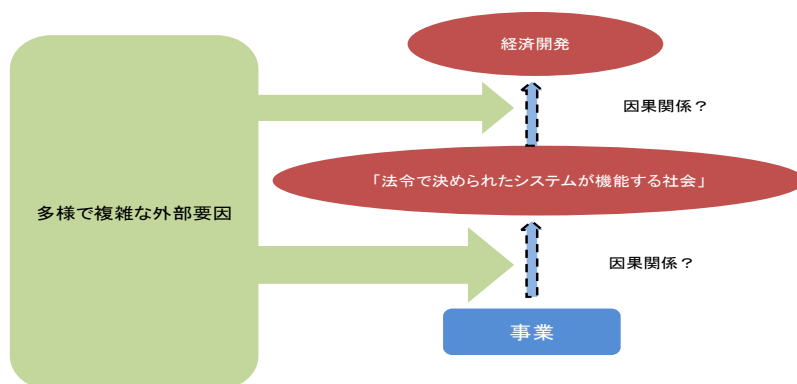 経済開発
因果関係？
「法令で決められたシステムが機能する社会」
多様で複雑な外部要因
因果関係？
事業